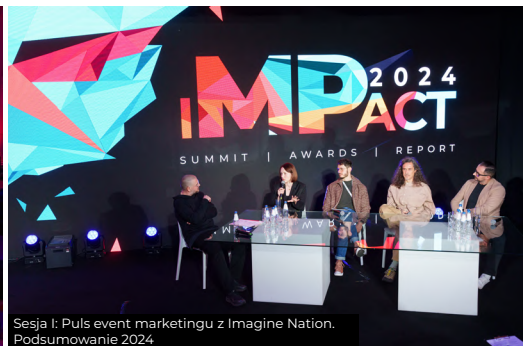 2024
iMPACT
SUMMIT | AWARDS | REPORT
Sesja I: Puls event marketingu z Imagine Nation.
Podsumowanie 2024